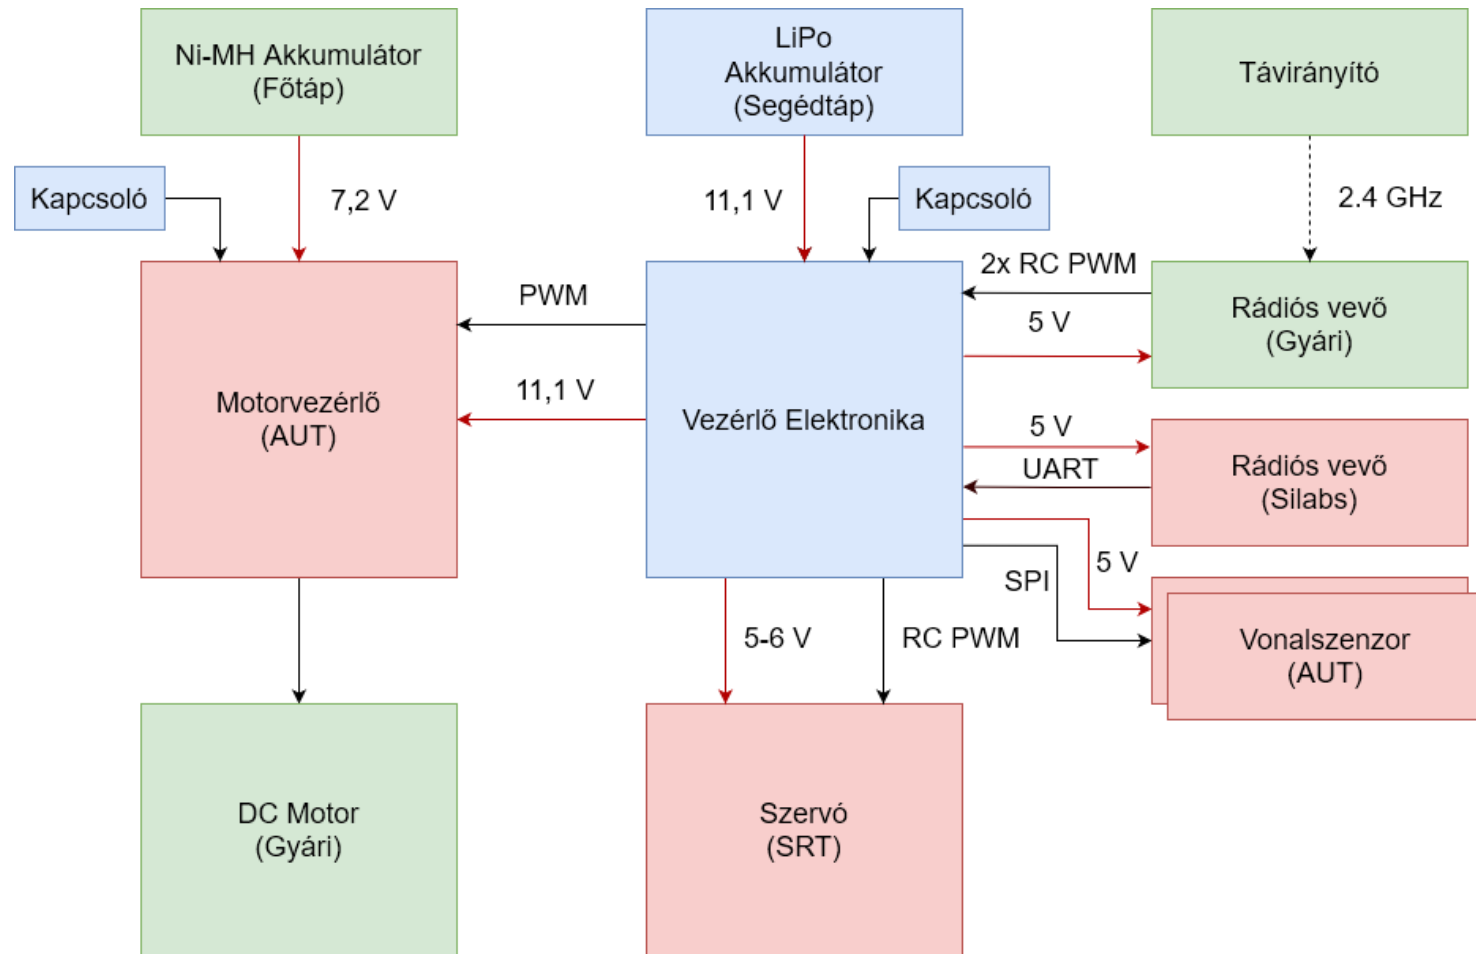 Ni-MH Akkumulátor
(Főtáp)
LiPo
Akkumulátor
(Segédtáp)
Távirányító
Kapcsoló
7,2 V
11,1 V
Kapcsoló
2.4 GHz
PWM
11,1 V
Motorvezérlő
(AUT)
Vezérlő Elektronika
2x RC PWM
5 V
Rádiós vevő
(Gyári)
5 V
UART
Rádiós vevő
(Silabs)
5 V
SPI
Vonalszenzor
(AUT)
5-6 V
RC PWM
DC Motor
(Gyári)
Szervó
(SRT)